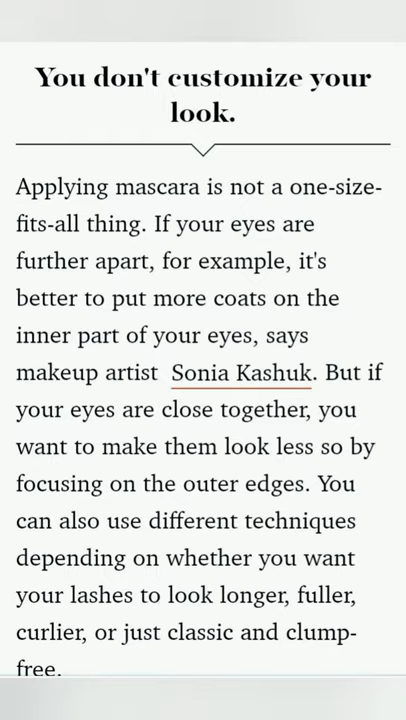 You don't customize your
look.
Applying mascara is not a one-size-
fits-all thing. If your eyes are
further apart, for example, it's
better to put more coats on the
inner part of your eyes, says
makeup artist Sonia Kashuk. But if
your eyes are close together, you
want to make them look less so by
focusing on the outer edges. You
can also use different techniques
depending on whether you want
your lashes to look longer, fuller,
curlier, or just classic and clump-
free.